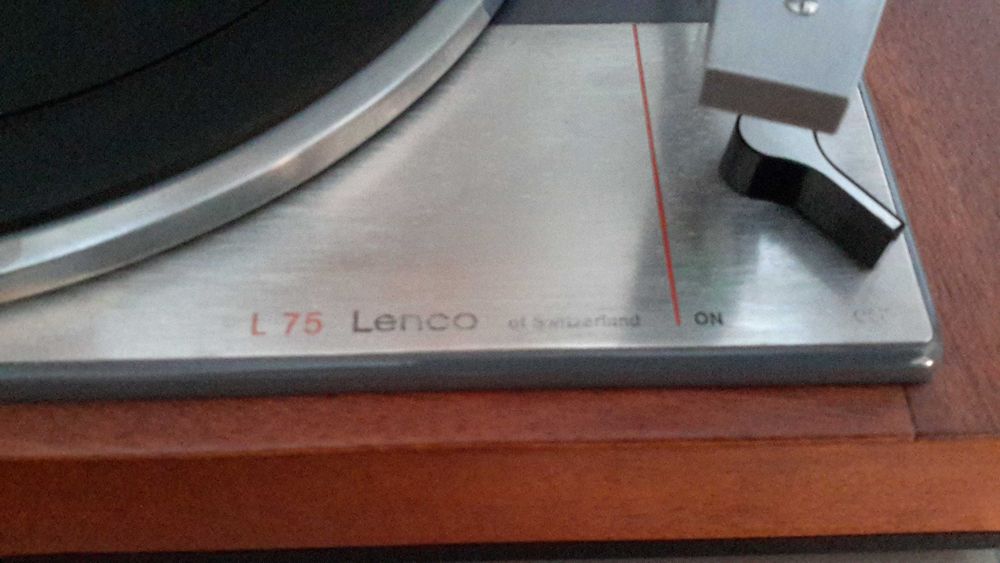 L 75 Lenco of Switzerland ON